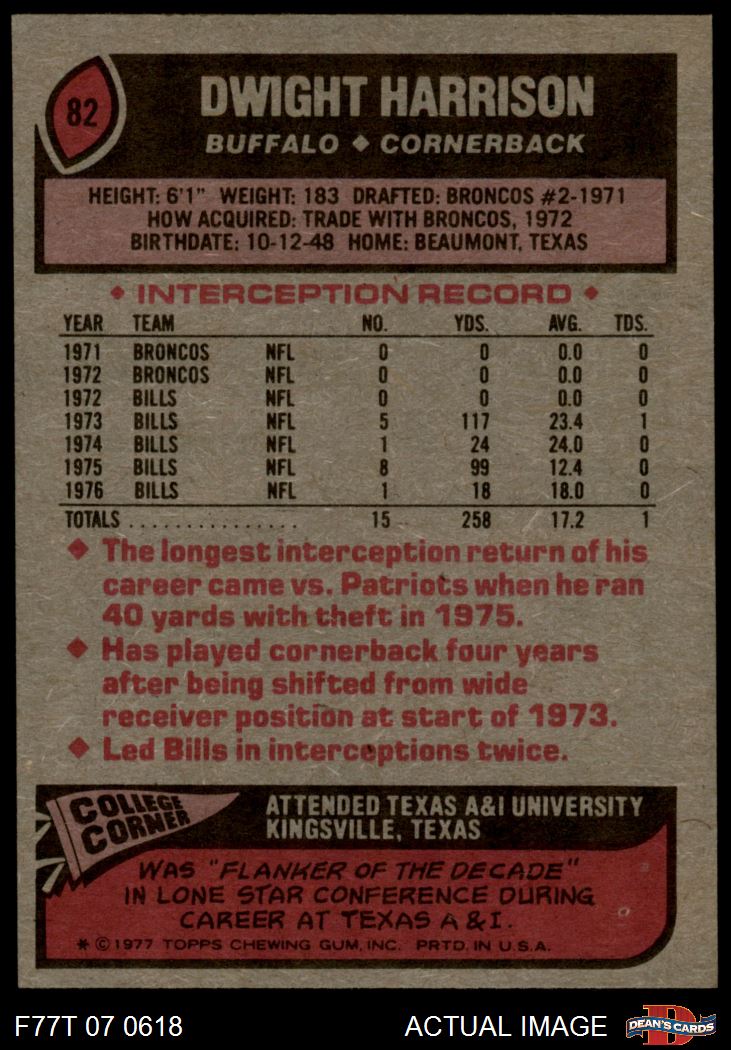 82
DWIGHT HARRISON
BUFFALO ◆ CORNERBACK
HEIGHT: 6'1" WEIGHT: 183 DRAFTED: BRONCOS #2-1971
HOW ACQUIRED: TRADE WITH BRONCOS, 1972
BIRTHDATE: 10-12-48 HOME: BEAUMONT, TEXAS
◆ INTERCEPTION RECORD ◆
YEAR TEAM NO. YDS. AVG. TDS.
1971 BRONCOS NFL 0 0 0.0 0
1972 BRONCOS NFL 0 0 0.0 0
1972 BILLS NFL 0 0 0.0 0
1973 BILLS NFL 5 117 23.4 1
1974 BILLS NFL 1 24 24.0 0
1975 BILLS NFL 8 99 12.4 0
1976 BILLS NFL 1 18 18.0 0
TOTALS ............... 15 258 17.2 1
◆ The longest interception return of his
career came vs. Patriots when he ran
40 yards with theft in 1975.
◆ Has played cornerback four years
after being shifted from wide
receiver position at start of 1973.
◆ Led Bills in interceptions twice.
COLLEGE
CORNER
ATTENDED TEXAS A&I UNIVERSITY
KINGSVILLE, TEXAS
WAS "FLANKER OF THE DECADE"
IN LONE STAR CONFERENCE DURING
CAREER AT TEXAS A & I.
* © 1977 TOPPS CHEWING GUM, INC. PRTD. IN U.S.A.
F77T 07 0618
ACTUAL IMAGE
D
DEAN'S CARDS